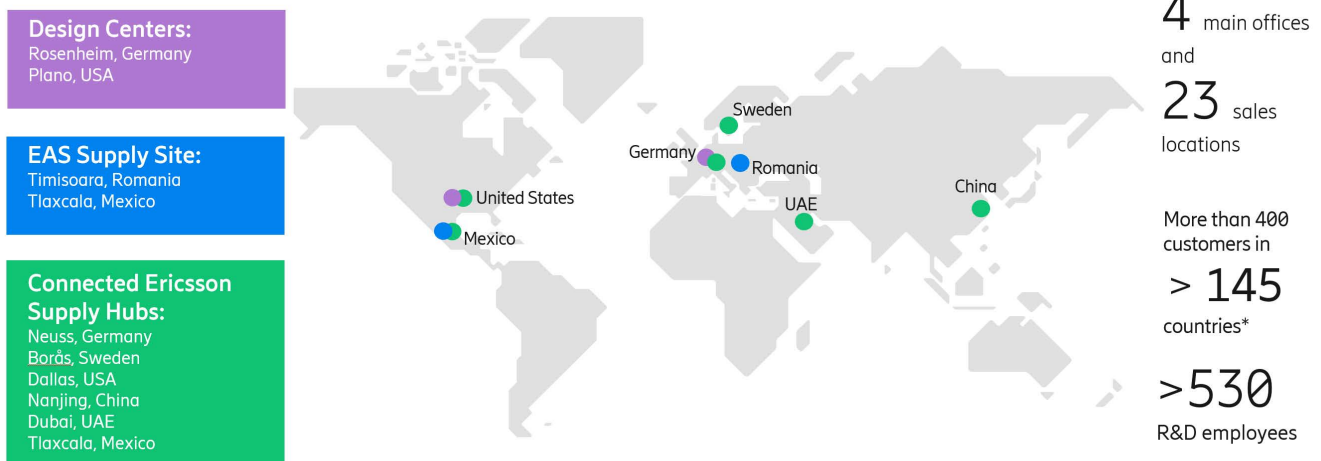 Design Centers:
Rosenheim, Germany
Plano, USA
EAS Supply Site:
Timisoara, Romania
Tlaxcala, Mexico
Connected Ericsson
Supply Hubs:
Neuss, Germany
Borås, Sweden
Dallas, USA
Nanjing, China
Dubai, UAE
Tlaxcala, Mexico
Sweden
Germany
Romania
China
United States
UAE
Mexico
4 main offices
and
23 sales
locations
More than 400
customers in
> 145
countries*
>530
R&D employees